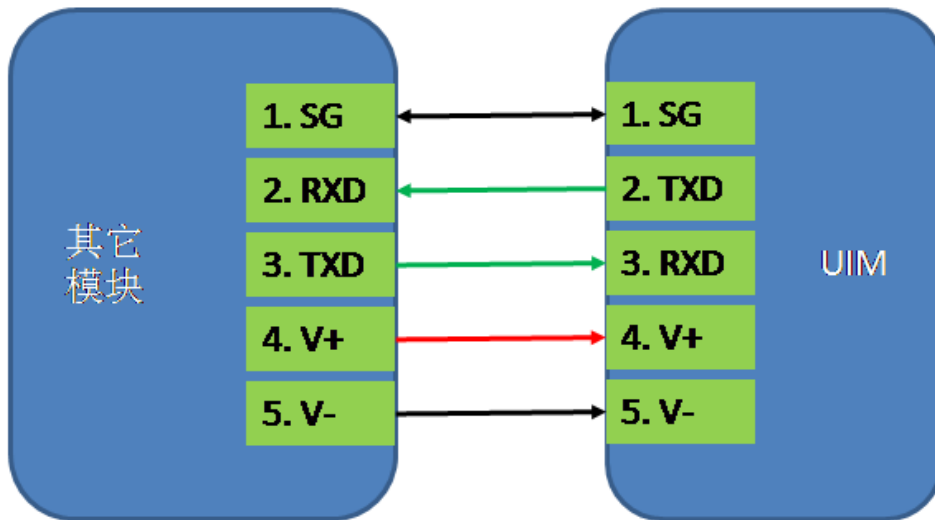 其它
模块
1. SG
2. RXD
3. TXD
4. V+
5. V-
1. SG
2. TXD
3. RXD
4. V+
5. V-
UIM